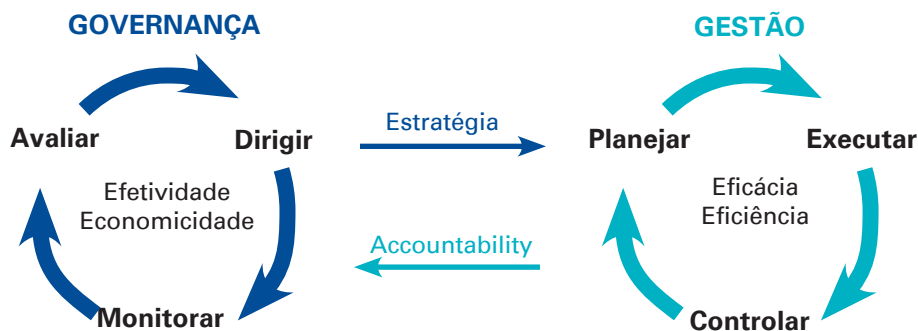 GOVERNANÇA
GESTÃO
Avaliar
Dirigir
Estratégia
Planejar
Executar
Efetividade
Economicidade
Eficácia
Eficiência
Accountability
Monitorar
Controlar